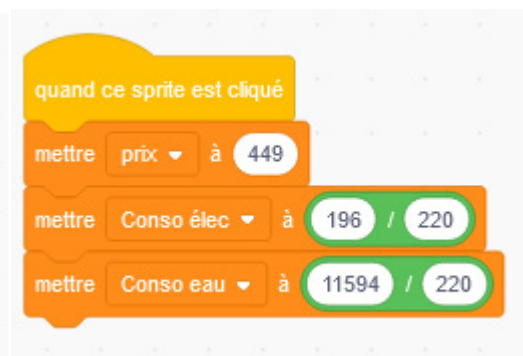 quand ce sprite est cliqué
mettre prix à 449
mettre Conso élec à 196 / 220
mettre Conso eau à 11594 / 220